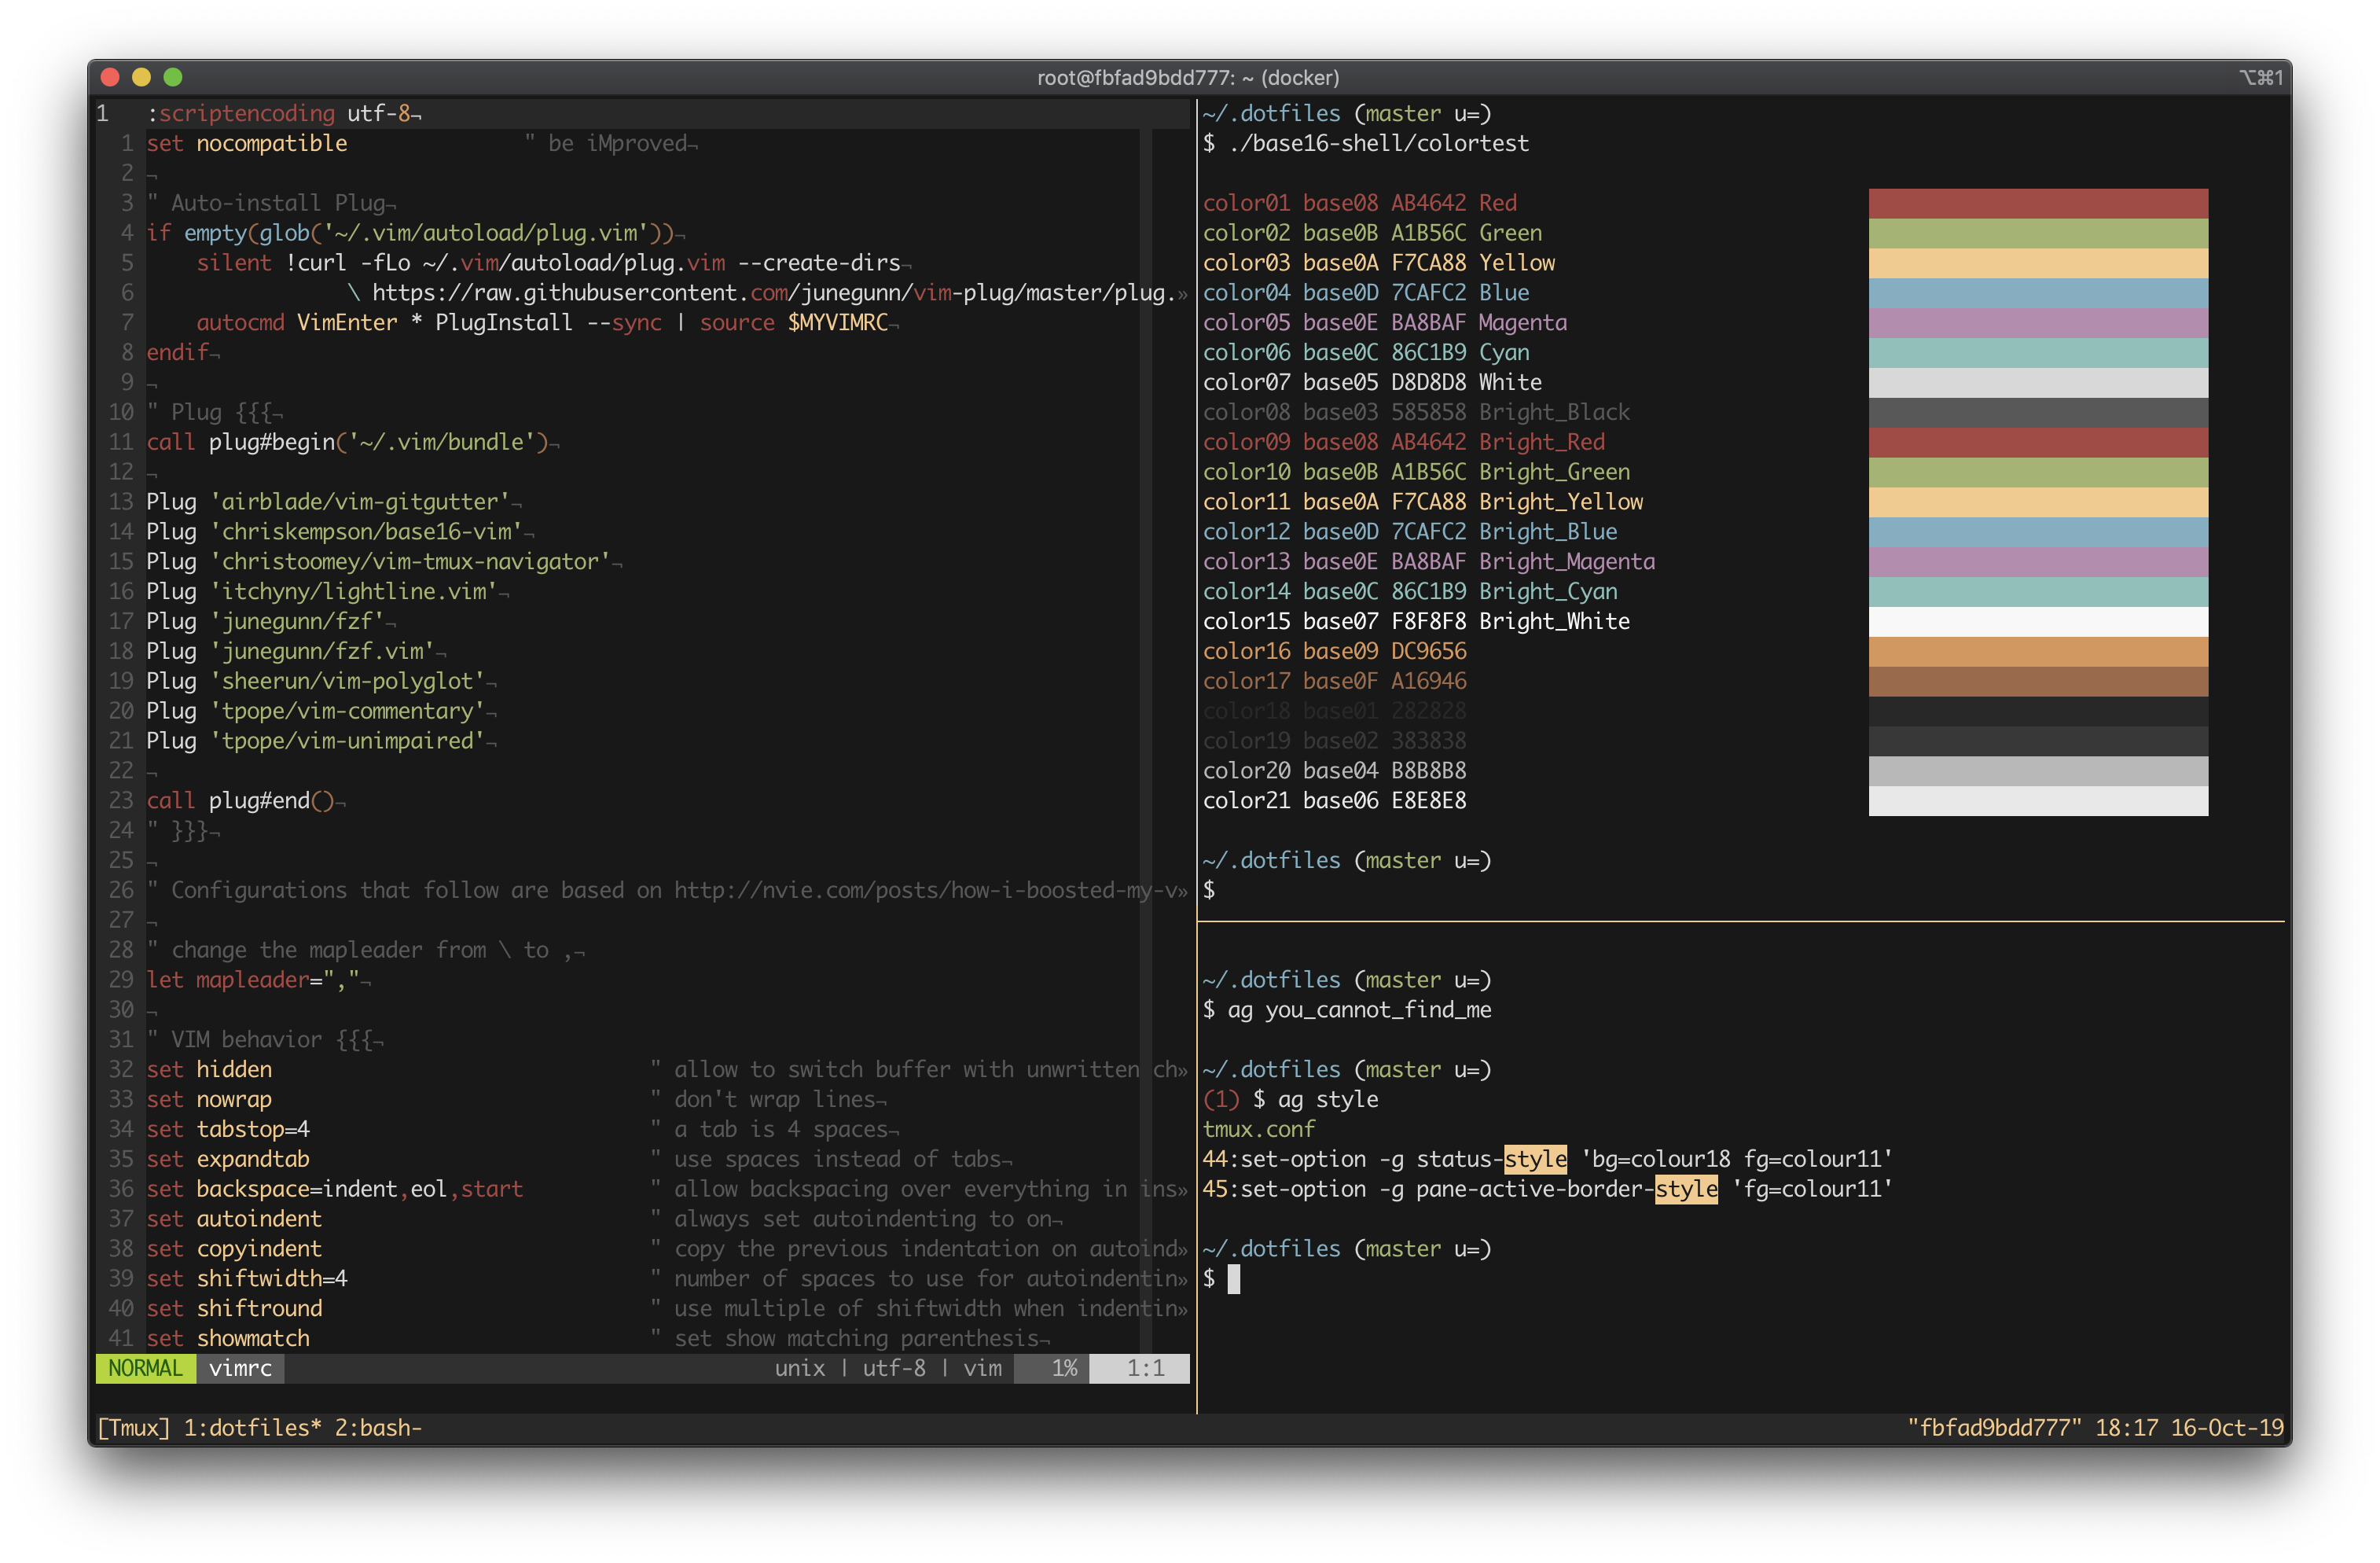 root@fbfad9bdd777: ~ (docker)
⌥⌘1
1   :scriptencoding utf-8¬
  1 set nocompatible              " be iMproved¬
  2 ¬
  3 " Auto-install Plug¬
  4 if empty(glob('~/.vim/autoload/plug.vim'))¬
  5     silent !curl -fLo ~/.vim/autoload/plug.vim --create-dirs¬
  6                 \ https://raw.githubusercontent.com/junegunn/vim-plug/master/plug.»
  7     autocmd VimEnter * PlugInstall --sync | source $MYVIMRC¬
  8 endif¬
  9 ¬
 10 " Plug {{{¬
 11 call plug#begin('~/.vim/bundle')¬
 12 ¬
 13 Plug 'airblade/vim-gitgutter'¬
 14 Plug 'chriskempson/base16-vim'¬
 15 Plug 'christoomey/vim-tmux-navigator'¬
 16 Plug 'itchyny/lightline.vim'¬
 17 Plug 'junegunn/fzf'¬
 18 Plug 'junegunn/fzf.vim'¬
 19 Plug 'sheerun/vim-polyglot'¬
 20 Plug 'tpope/vim-commentary'¬
 21 Plug 'tpope/vim-unimpaired'¬
 22 ¬
 23 call plug#end()¬
 24 " }}}¬
 25 ¬
 26 " Configurations that follow are based on http://nvie.com/posts/how-i-boosted-my-v»
 27 ¬
 28 " change the mapleader from \ to ,¬
 29 let mapleader=","¬
 30 ¬
 31 " VIM behavior {{{¬
 32 set hidden                              " allow to switch buffer with unwritten ch»
 33 set nowrap                              " don't wrap lines¬
 34 set tabstop=4                           " a tab is 4 spaces¬
 35 set expandtab                           " use spaces instead of tabs¬
 36 set backspace=indent,eol,start          " allow backspacing over everything in ins»
 37 set autoindent                          " always set autoindenting to on¬
 38 set copyindent                          " copy the previous indentation on autoind»
 39 set shiftwidth=4                        " number of spaces to use for autoindentin»
 40 set shiftround                          " use multiple of shiftwidth when indentin»
 41 set showmatch                           " set show matching parenthesis¬
NORMAL vimrc unix | utf-8 | vim 1% 1:1
~/.dotfiles (master u=)
$ ./base16-shell/colortest
color01 base08 AB4642 Red
color02 base0B A1B56C Green
color03 base0A F7CA88 Yellow
color04 base0D 7CAFC2 Blue
color05 base0E BA8BAF Magenta
color06 base0C 86C1B9 Cyan
color07 base05 D8D8D8 White
color08 base03 585858 Bright_Black
color09 base08 AB4642 Bright_Red
color10 base0B A1B56C Bright_Green
color11 base0A F7CA88 Bright_Yellow
color12 base0D 7CAFC2 Bright_Blue
color13 base0E BA8BAF Bright_Magenta
color14 base0C 86C1B9 Bright_Cyan
color15 base07 F8F8F8 Bright_White
color16 base09 DC9656
color17 base0F A16946
color18 base01 282828
color19 base02 383838
color20 base04 B8B8B8
color21 base06 E8E8E8
~/.dotfiles (master u=)
$
~/.dotfiles (master u=)
$ ag you_cannot_find_me
~/.dotfiles (master u=)
(1) $ ag style
tmux.conf
44:set-option -g status-style 'bg=colour18 fg=colour11'
45:set-option -g pane-active-border-style 'fg=colour11'
~/.dotfiles (master u=)
$
[Tmux] 1:dotfiles* 2:bash- "fbfad9bdd777" 18:17 16-Oct-19